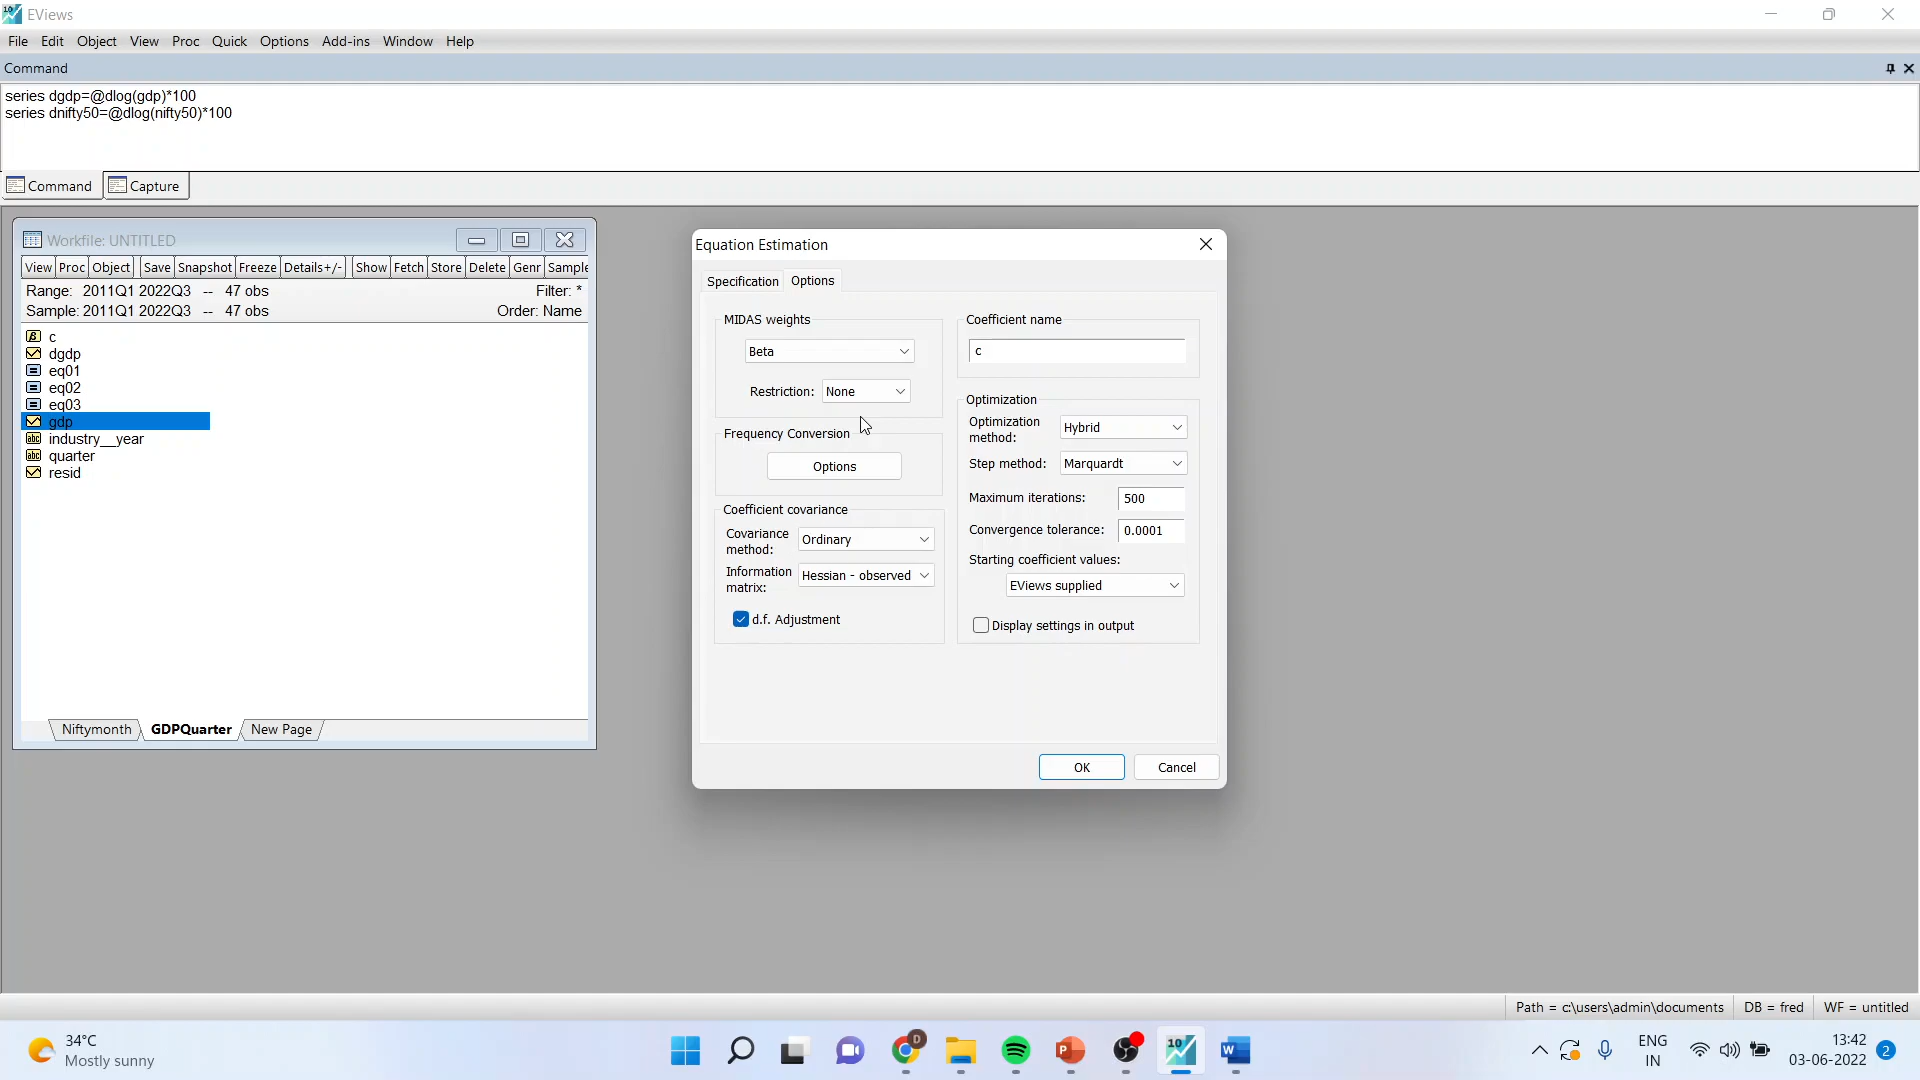 10 EViews
File Edit Object View Proc Quick Options Add-ins Window Help
Command
series dgdp=@dlog(gdp)*100
series dnifty50=@dlog(nifty50)*100
Command Capture
Workfile: UNTITLED
View Proc Object Save Snapshot Freeze Details+/- Show Fetch Store Delete Genr Sample
Range: 2011Q1 2022Q3 -- 47 obs Filter: *
Sample: 2011Q1 2022Q3 -- 47 obs Order: Name
β c
dgdp
eq01
eq02
eq03
gdp
abc industry__year
abc quarter
resid
Niftymonth GDPQuarter New Page
Equation Estimation
Specification Options
MIDAS weights
Beta
Restriction: None
Frequency Conversion
Options
Coefficient covariance
Covariance method: Ordinary
Information matrix: Hessian - observed
d.f. Adjustment
Coefficient name
c
Optimization
Optimization method: Hybrid
Step method: Marquardt
Maximum iterations: 500
Convergence tolerance: 0.0001
Starting coefficient values:
EViews supplied
Display settings in output
OK Cancel
Path = c:\users\admin\documents DB = fred WF = untitled
34°C
Mostly sunny
D P 10 W
ENG
IN
13:42
03-06-2022
2